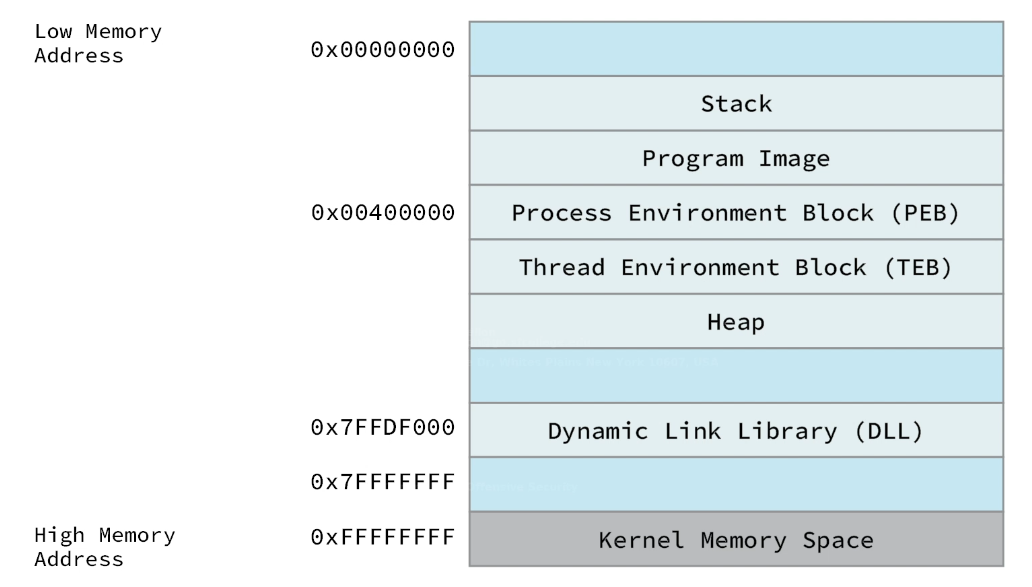 Low Memory
Address
0x00000000
Stack
Program Image
0x00400000 Process Environment Block (PEB)
Thread Environment Block (TEB)
Heap
0x7FFDF000 Dynamic Link Library (DLL)
0x7FFFFFFF
High Memory
Address
0xFFFFFFFF Kernel Memory Space